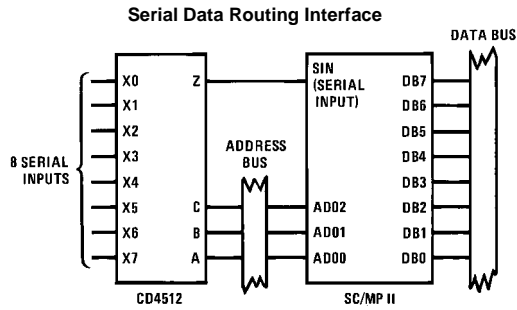 Serial Data Routing Interface
DATA BUS
8 SERIAL
INPUTS
X0
X1
X2
X3
X4
X5
X6
X7
Z
C
B
A
CD4512
ADDRESS
BUS
SIN
(SERIAL
INPUT)
AD02
AD01
AD00
DB7
DB6
DB5
DB4
DB3
DB2
DB1
DB0
SC/MP II